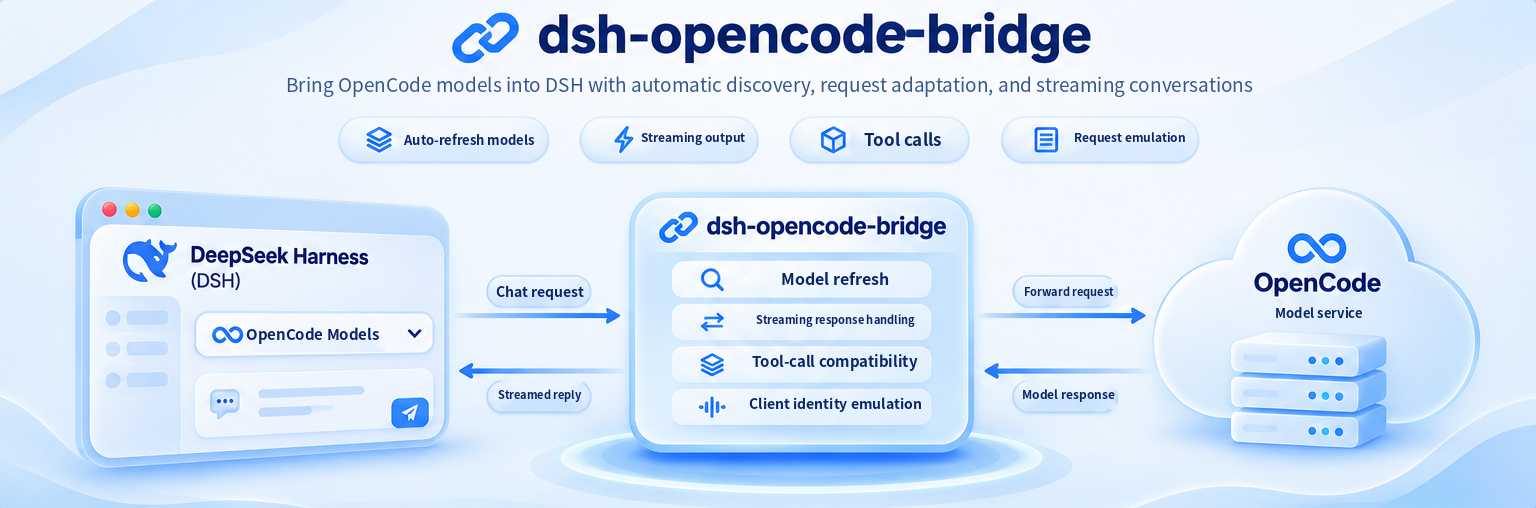 dsh-opencode-bridge
Bring OpenCode models into DSH with automatic discovery, request adaptation, and streaming conversations
Auto-refresh models
Streaming output
Tool calls
Request emulation
DeepSeek Harness
(DSH)
OpenCode Models
Chat request
Streamed reply
dsh-opencode-bridge
Model refresh
Streaming response handling
Tool-call compatibility
Client identity emulation
Forward request
Model response
OpenCode
Model service